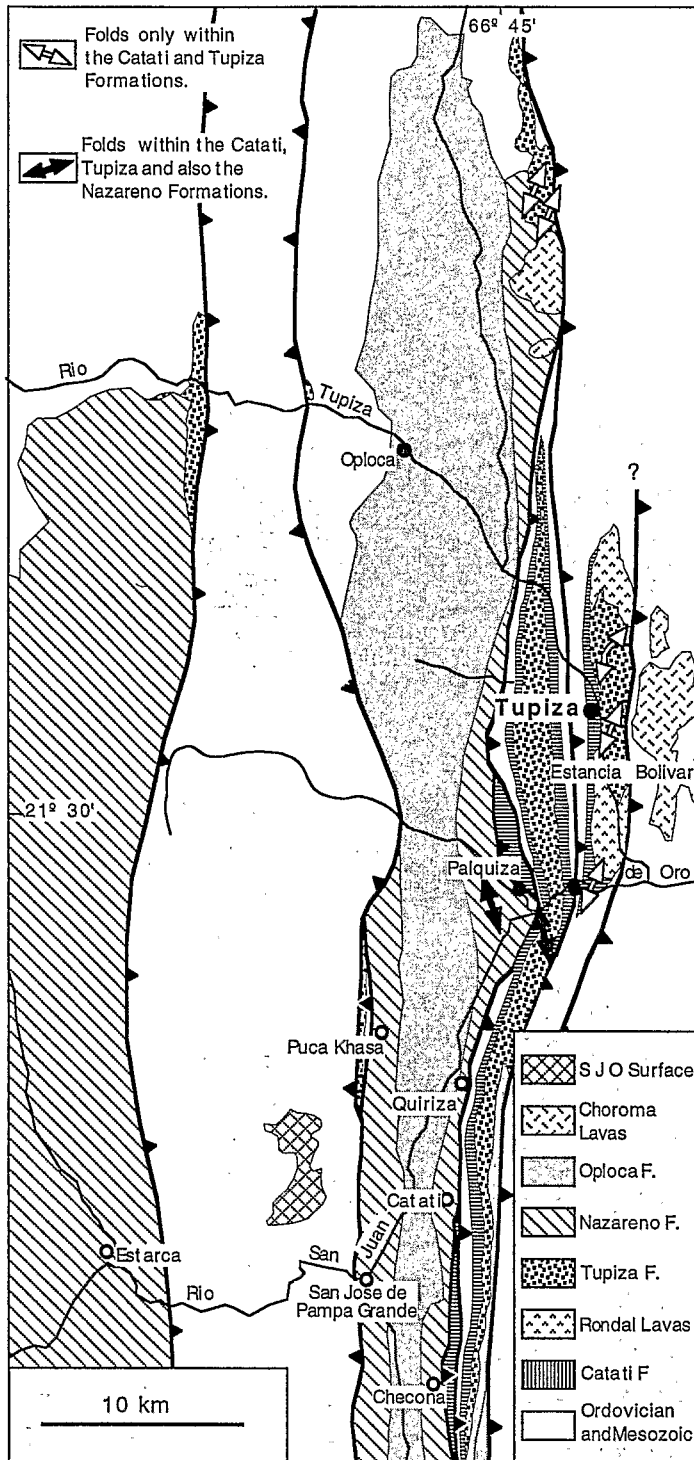 Folds only within
the Catati and Tupiza
Formations.
66º 45'
Folds within the Catati,
Tupiza and also the
Nazareno Formations.
Rio
Tupiza
Oploca
?
Tupiza
Estancia Bolivar
21º 30'
Palquiza
de Oro
Puca Khasa
Quiriza
Catati
Juan
San
Estarca
Rio
San Jose de
Pampa Grande
Checona
10 km
S J O Surface
Choroma
Lavas
Oploca F.
Nazareno F.
Tupiza F.
Rondal Lavas
Catati F
Ordovician
and Mesozoic